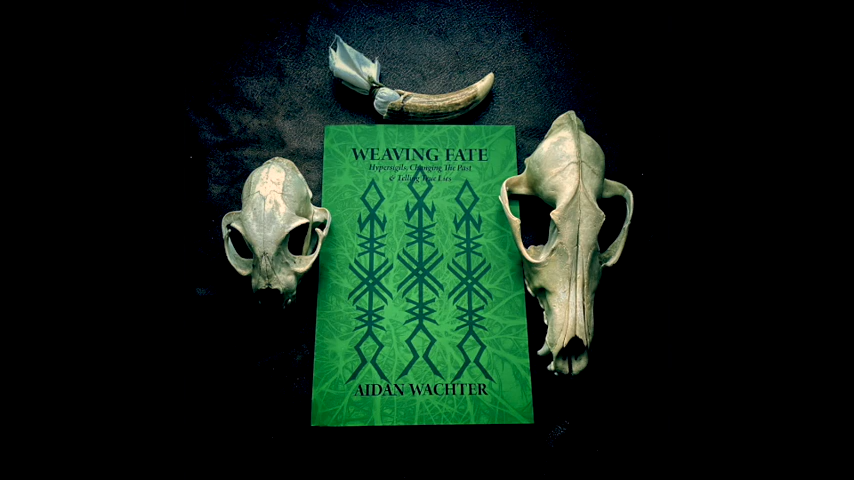 WEAVING FATE
Hypersigils, Changing The Past
& Telling True Lies
AIDAN WACHTER